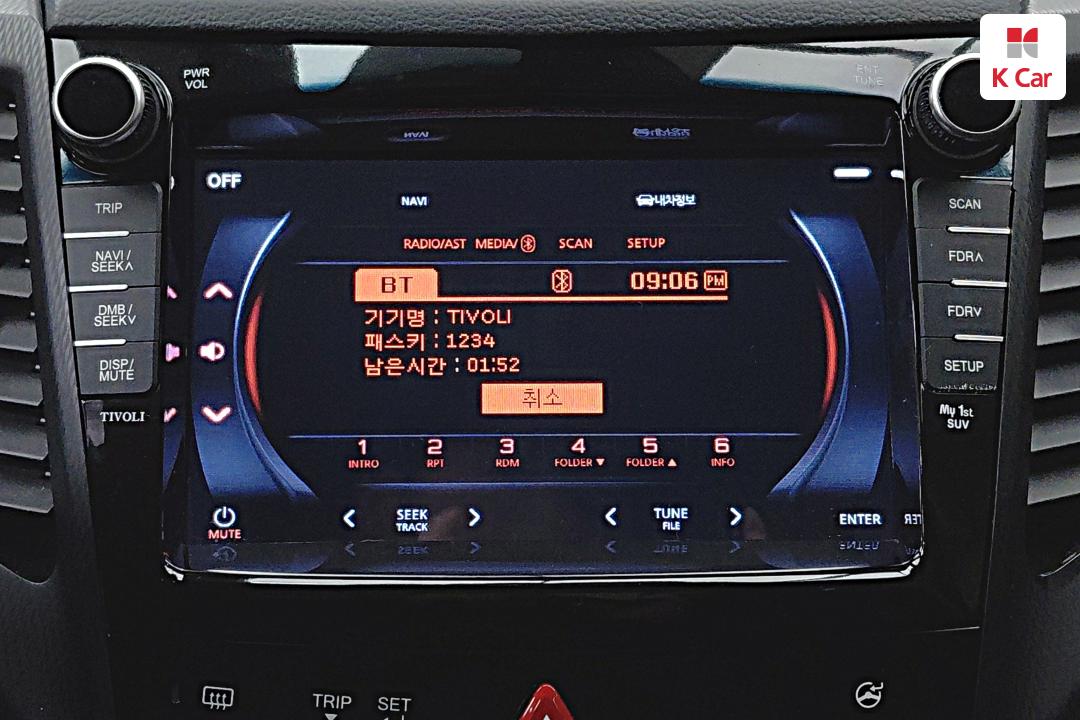 K Car
PWR
VOL
ENT
TUNE
OFF
NAVI
내차정보
TRIP
SCAN
RADIO/AST MEDIA/ SCAN SETUP
NAVI/
SEEK∧
FDR∧
BT 09:06 PM
기기명 : TIVOLI
패스키 : 1234
남은시간 : 01:52
취소
DMB/
SEEK∨
FDR∨
DISP/
MUTE
SETUP
TIVOLI
My 1st
SUV
1 2 3 4 5 6
INTRO RPT RDM FOLDER▼ FOLDER▲ INFO
< SEEK > < TUNE > ENTER
TRACK FILE
MUTE
TRIP SET